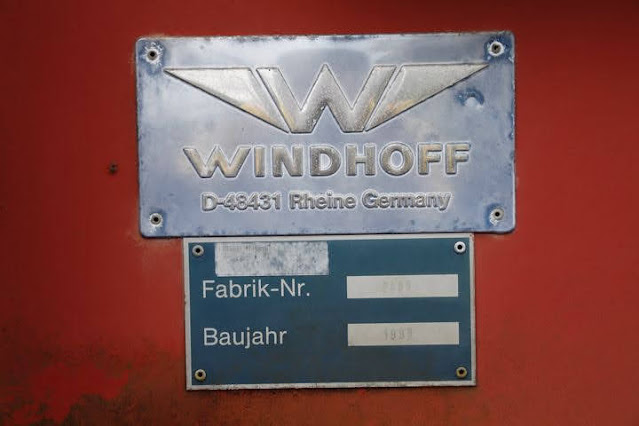 W
WINDHOFF
D-48431 Rheine Germany
Fabrik-Nr.
Baujahr